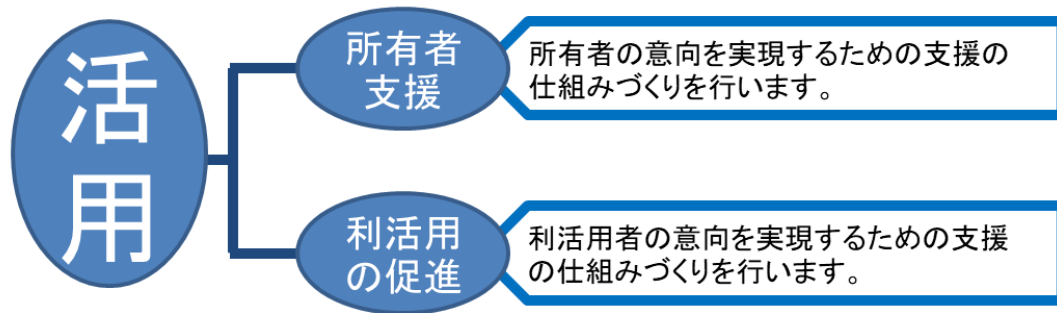 活
用
所有者
支援
所有者の意向を実現するための支援の
仕組みづくりを行います。
利活用
の促進
利活用者の意向を実現するための支援
の仕組みづくりを行います。